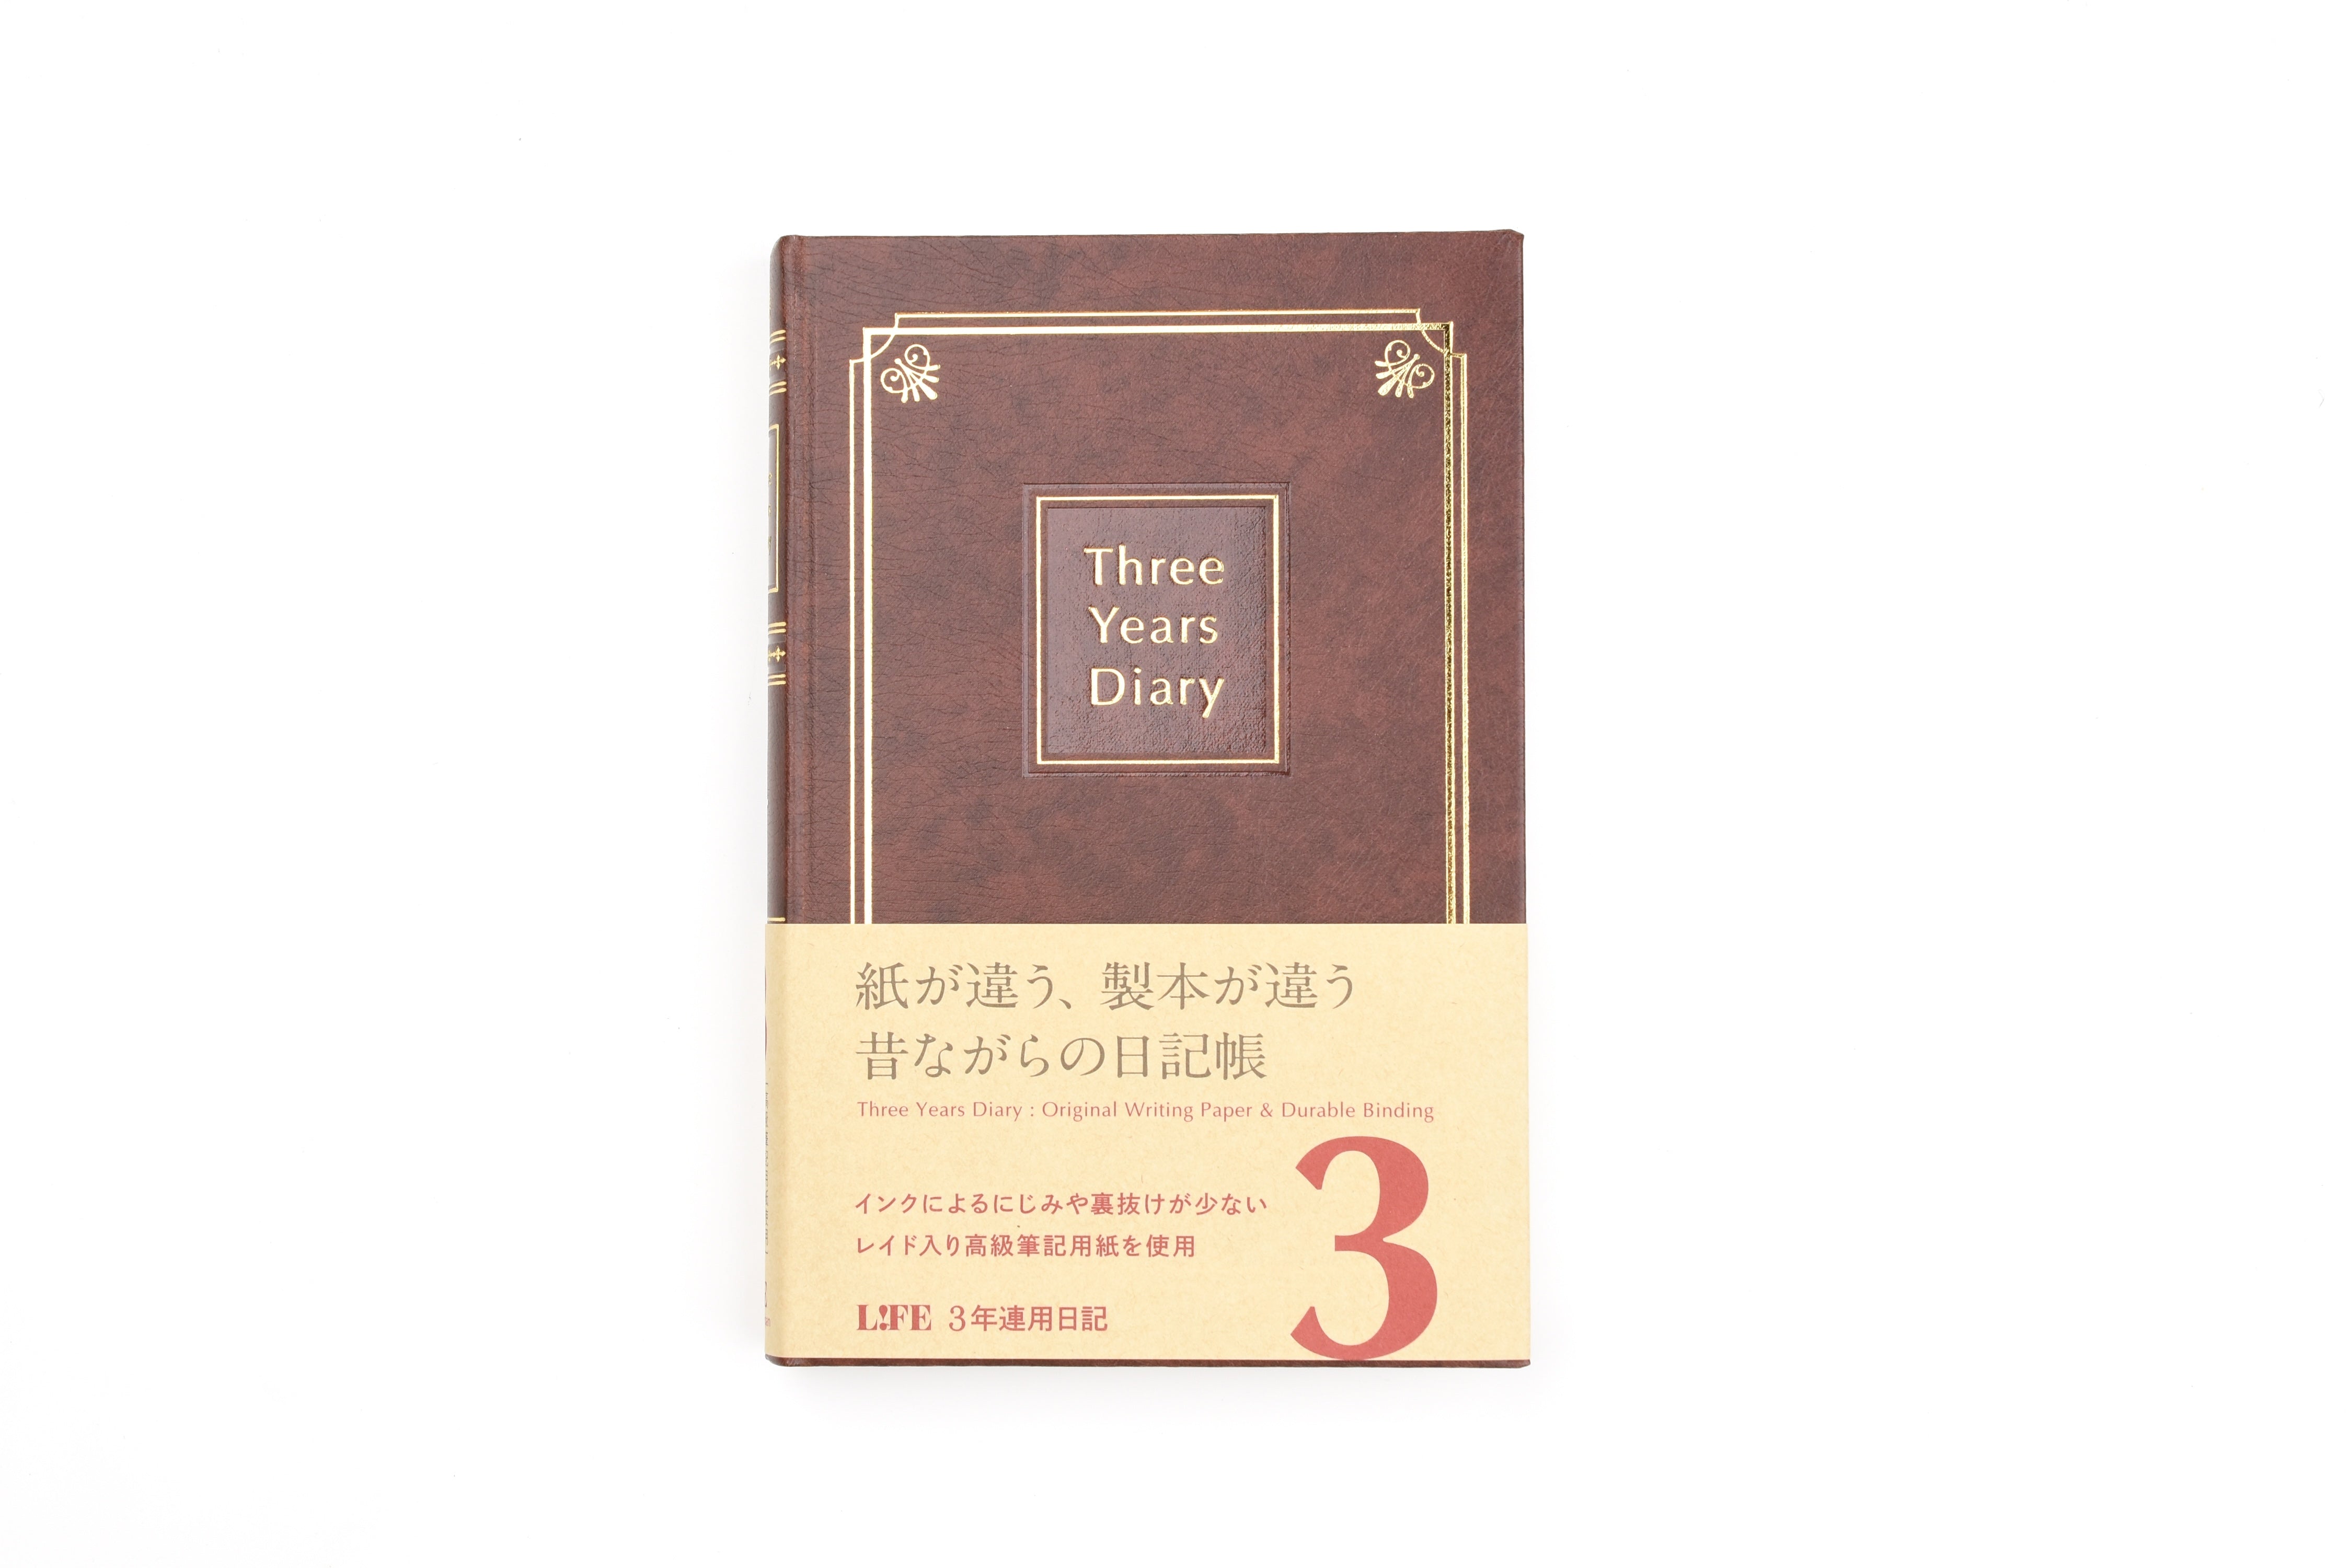 Three
Years
Diary
紙が違う、製本が違う
昔ながらの日記帳
Three Years Diary : Original Writing Paper & Durable Binding
インクによるにじみや裏抜けが少ない
レイド入り高級筆記用紙を使用
L!FE 3年連用日記
3